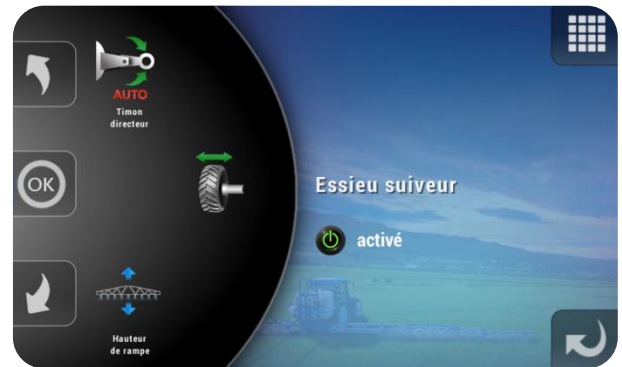 AUTO
Timon
directeur
OK
Essieu suiveur
activé
Hauteur
de rampe